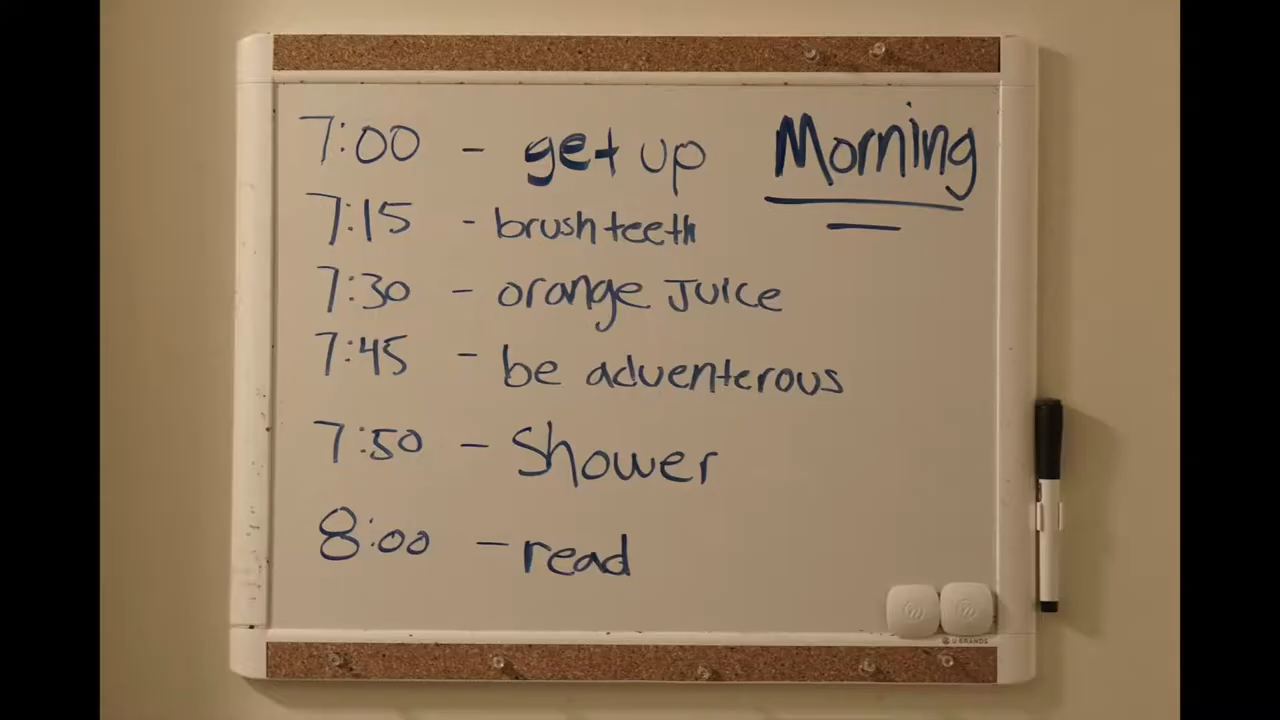 Morning
7:00 - get up
7:15 - brush teeth
7:30 - orange Juice
7:45 - be adventerous
7:50 - Shower
8:00 - read
U BRANDS